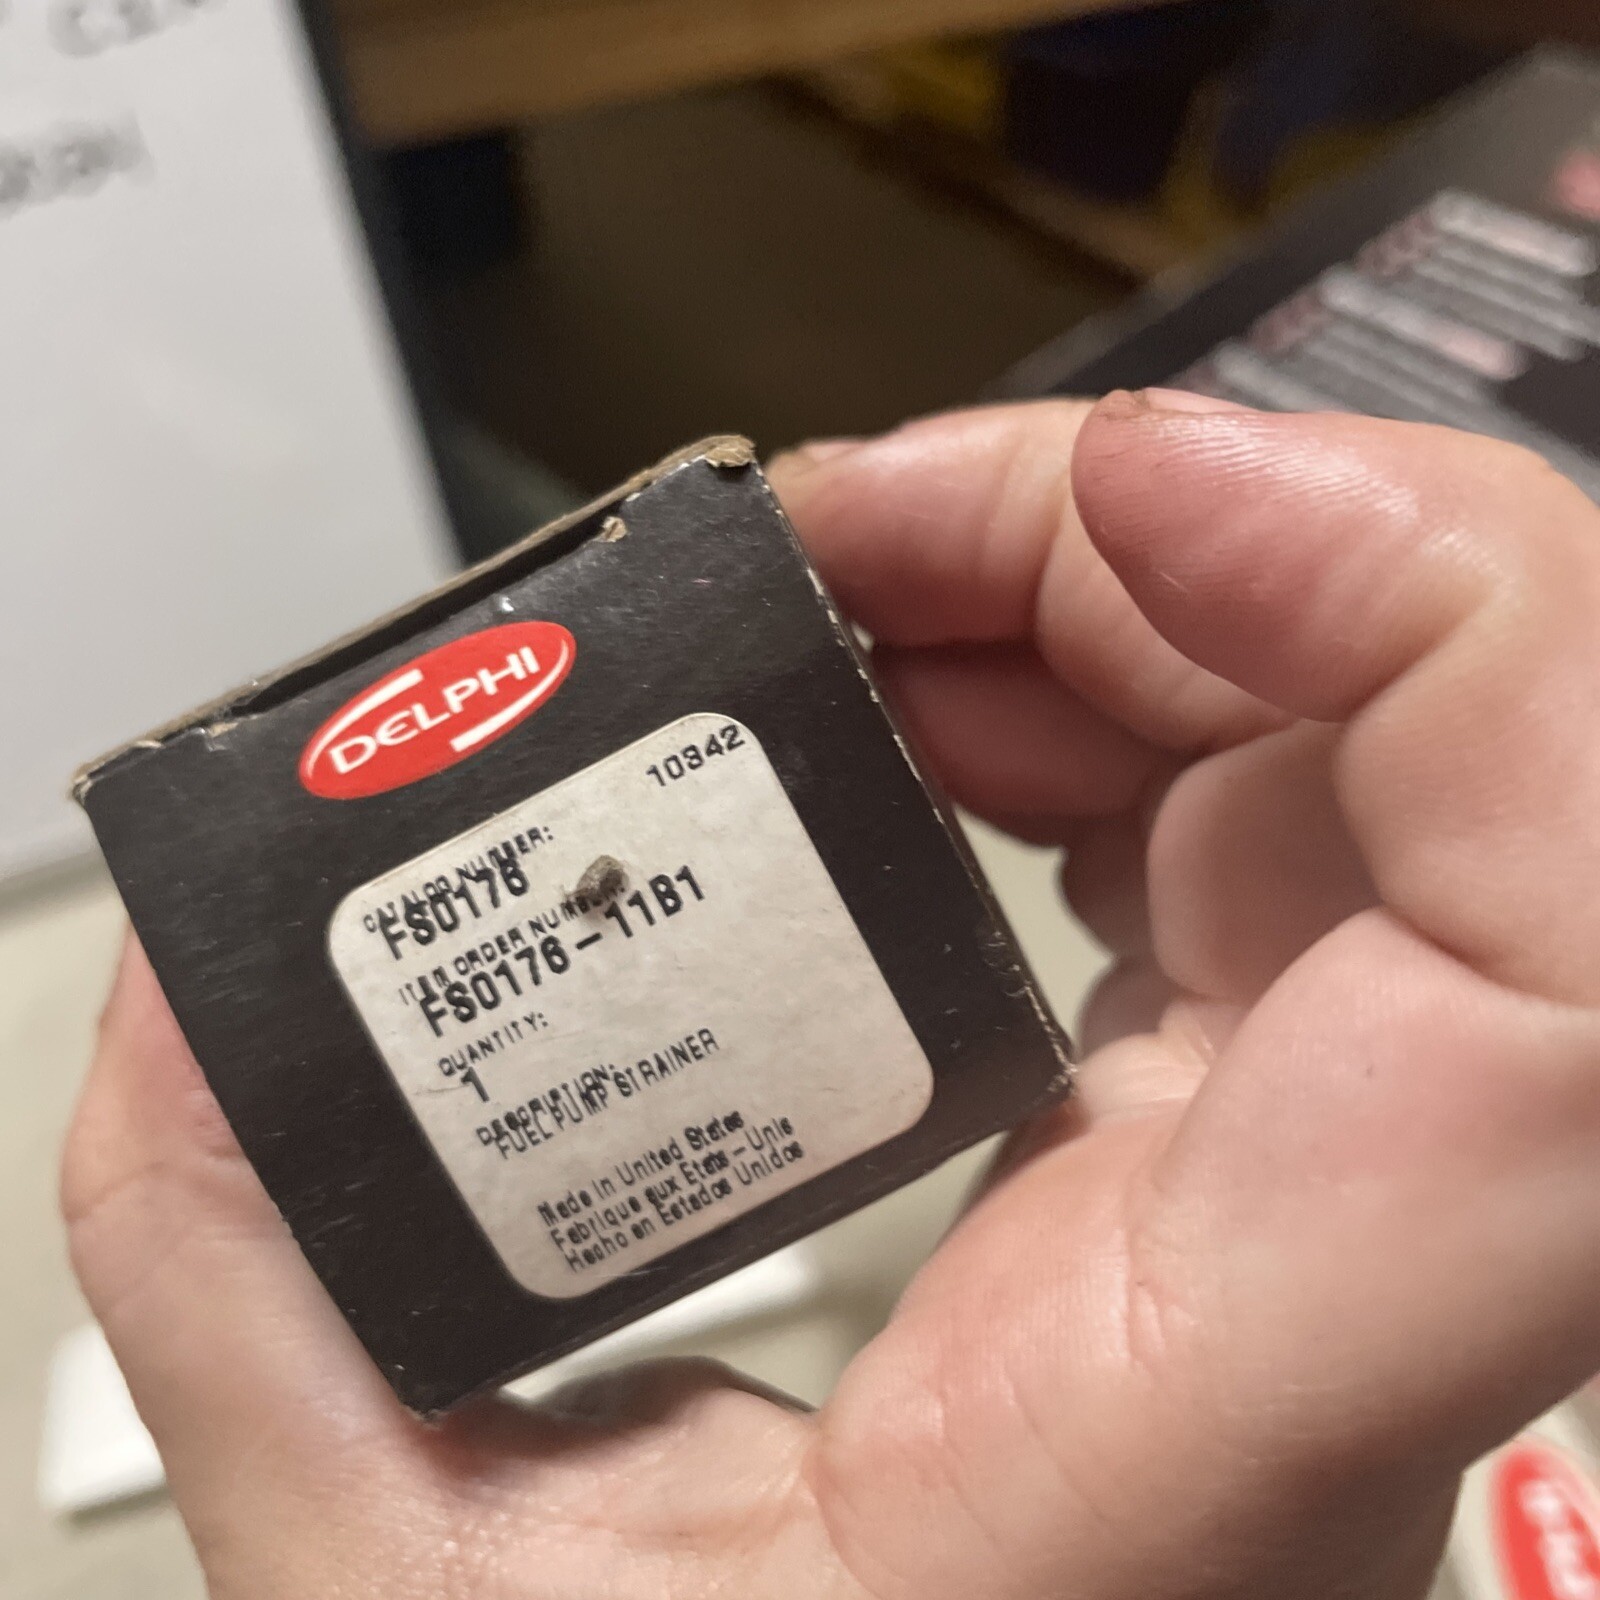 DELPHI
10342
CATALOG NUMBER:
FS0176
ITEM ORDER NUMBER:
FS0176-11B1
QUANTITY:
1
DESCRIPTION:
FUEL PUMP STRAINER
Made in United States
Fabrique aux Etats-Unis
Hecho en Estados Unidos